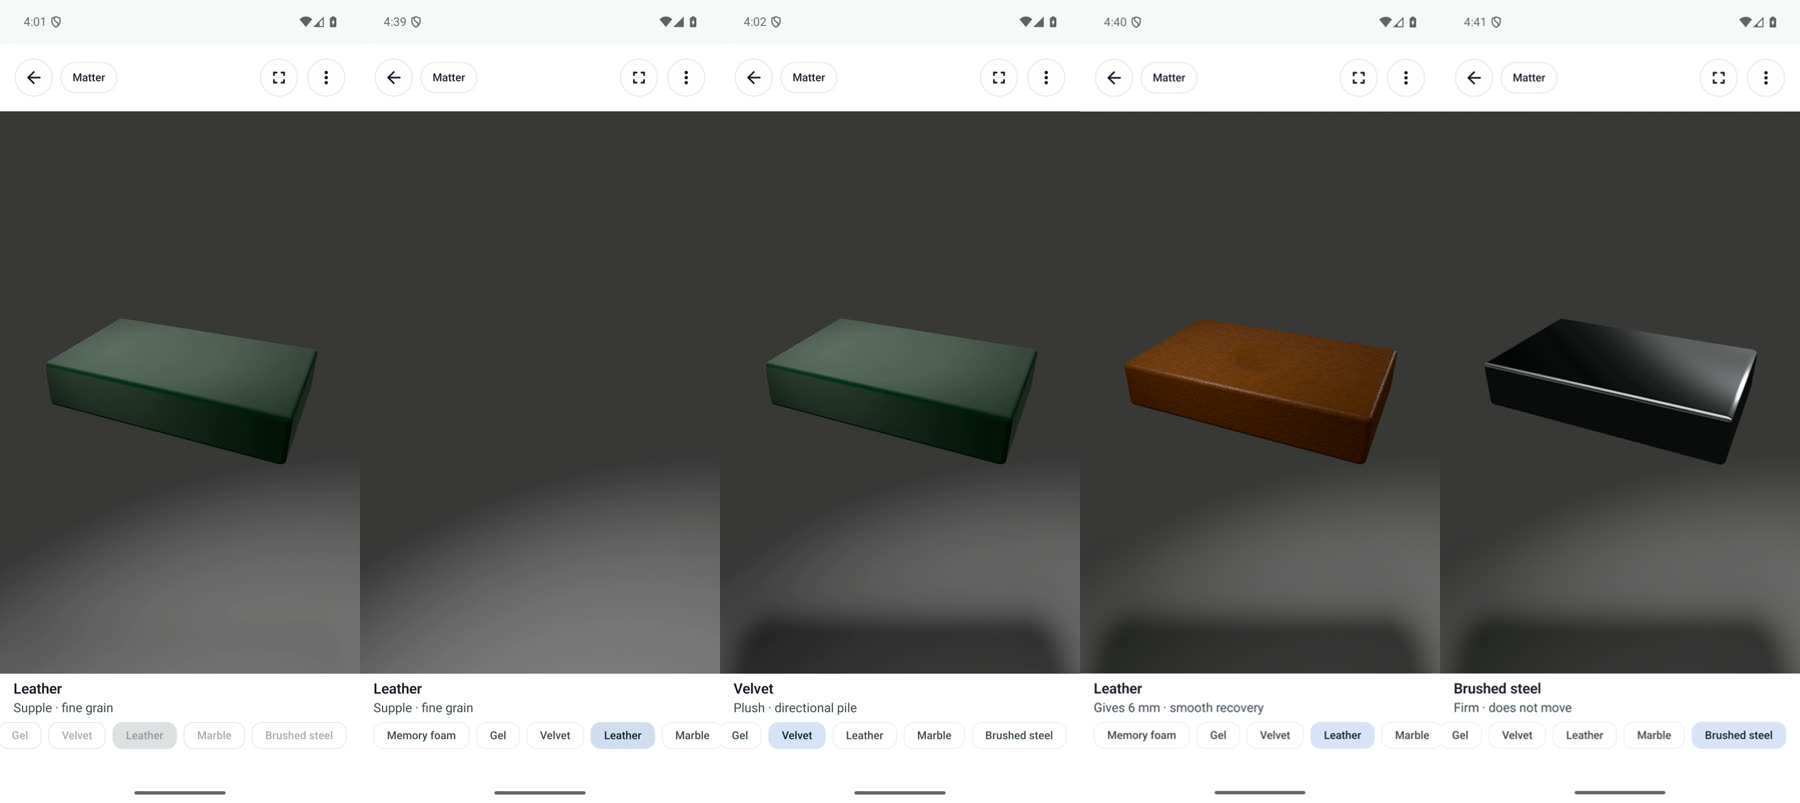 4:01
Matter
Leather
Supple · fine grain
Gel Velvet Leather Marble Brushed steel
4:39
Matter
Leather
Supple · fine grain
Memory foam Gel Velvet Leather Marble
4:02
Matter
Velvet
Plush · directional pile
Gel Velvet Leather Marble Brushed steel
4:40
Matter
Leather
Gives 6 mm · smooth recovery
Memory foam Gel Velvet Leather Marble
4:41
Matter
Brushed steel
Firm · does not move
Gel Velvet Leather Marble Brushed steel